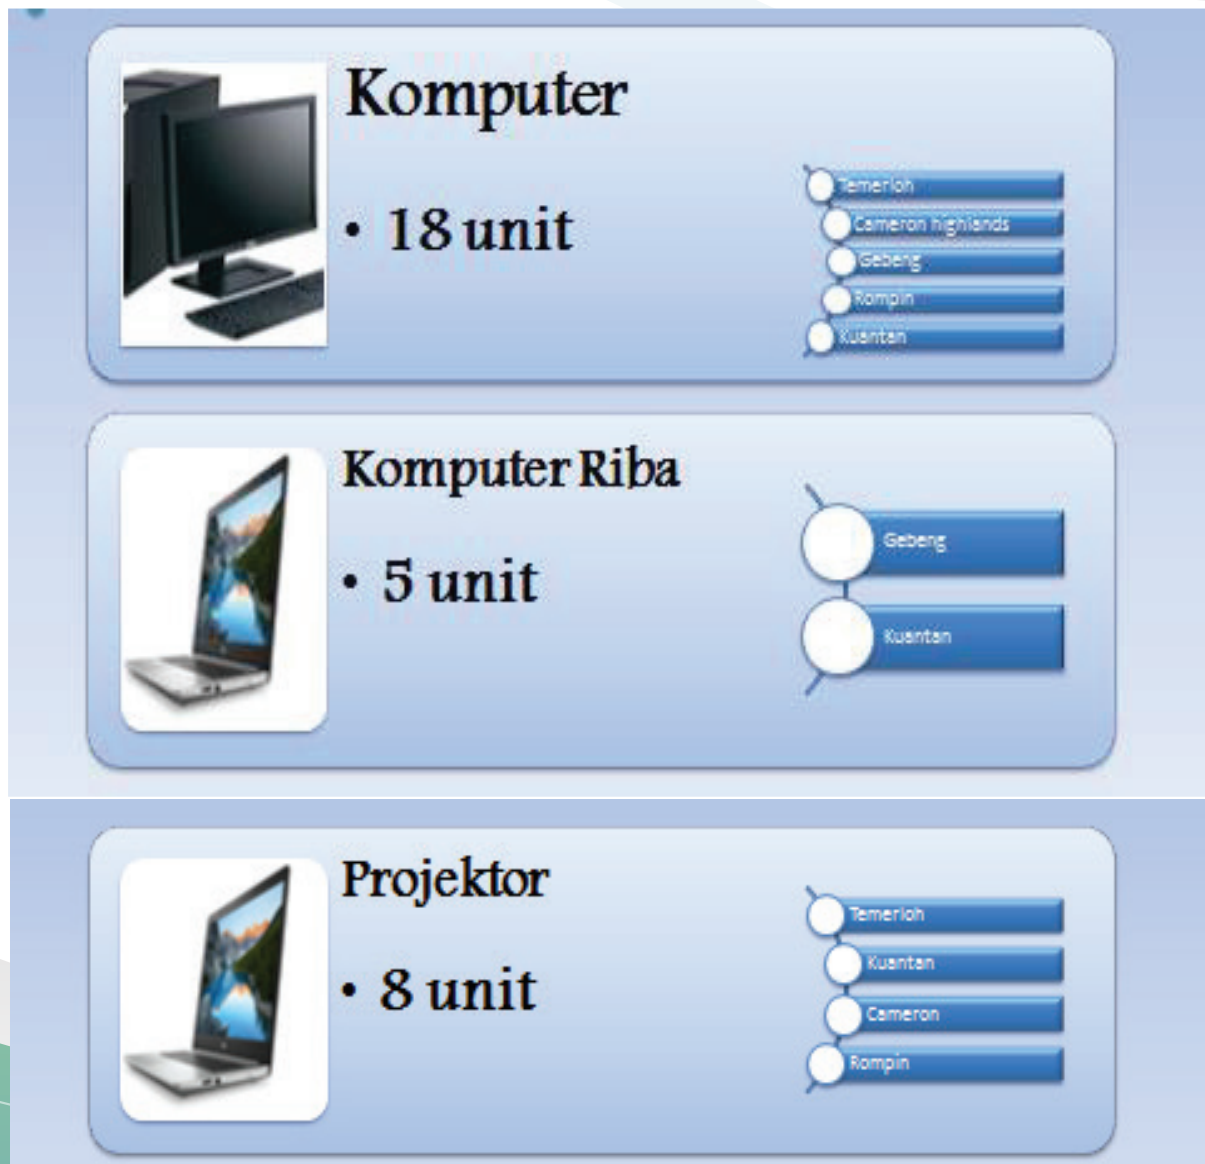 Komputer
• 18 unit
Temerloh
Cameron highlands
Gebeng
Rompin
Kuantan
Komputer Riba
• 5 unit
Gebeng
Kuantan
Projektor
• 8 unit
Temerloh
Kuantan
Cameron
Rompin